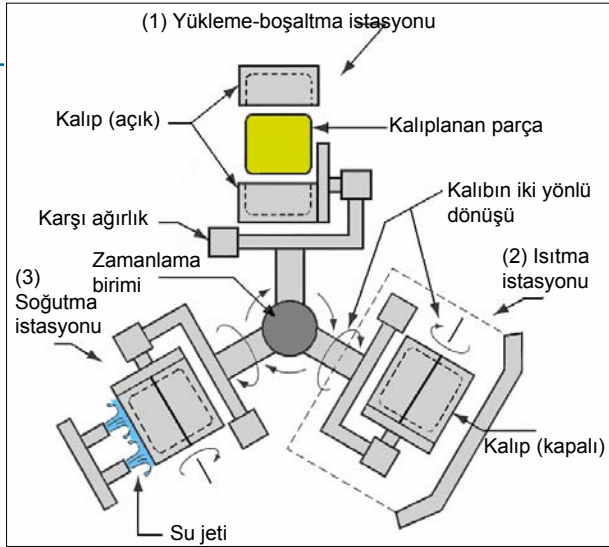 (1) Yükleme-boşaltma istasyonu
Kalıp (açık)
Kalıplanan parça
Karşı ağırlık
Kalıbın iki yönlü
dönüşü
Zamanlama
birimi
(2) Isıtma
istasyonu
(3)
Soğutma
istasyonu
Kalıp (kapalı)
Su jeti